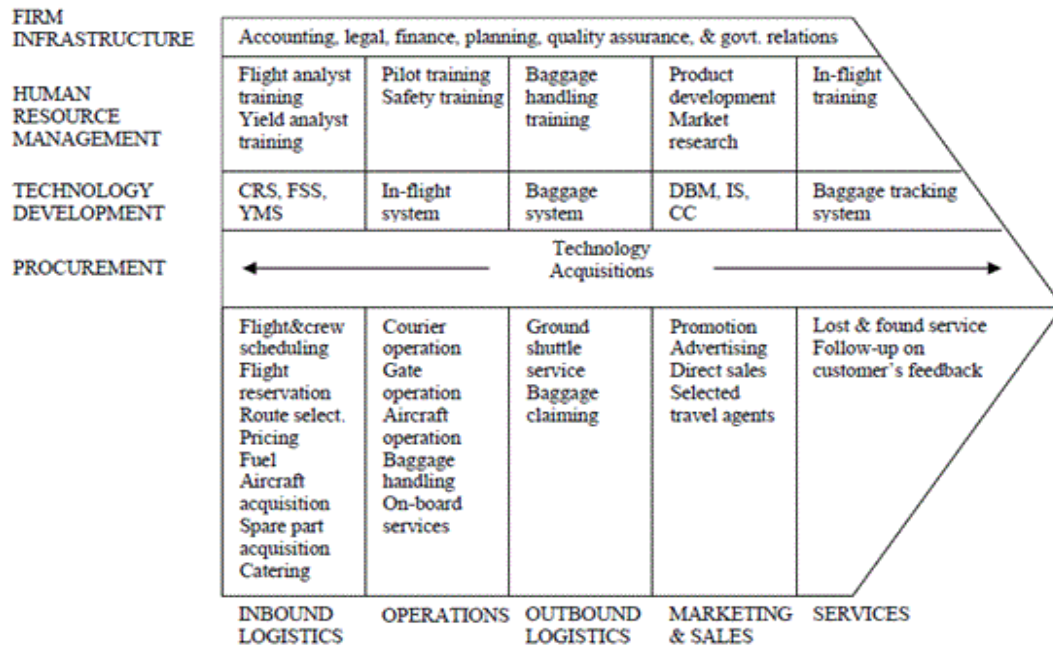 FIRM
INFRASTRUCTURE
Accounting, legal, finance, planning, quality assurance, & govt. relations
HUMAN
RESOURCE
MANAGEMENT
Flight analyst
training
Yield analyst
training
Pilot training
Safety training
Baggage
handling
training
Product
development
Market
research
In-flight
training
TECHNOLOGY
DEVELOPMENT
CRS, FSS,
YMS
In-flight
system
Baggage
system
DBM, IS,
CC
Baggage tracking
system
PROCUREMENT
Technology
Acquisitions
Flight&crew
scheduling
Flight
reservation
Route select.
Pricing
Fuel
Aircraft
acquisition
Spare part
acquisition
Catering
Courier
operation
Gate
operation
Aircraft
operation
Baggage
handling
On-board
services
Ground
shuttle
service
Baggage
claiming
Promotion
Advertising
Direct sales
Selected
travel agents
Lost & found service
Follow-up on
customer's feedback
INBOUND
LOGISTICS
OPERATIONS
OUTBOUND
LOGISTICS
MARKETING
& SALES
SERVICES